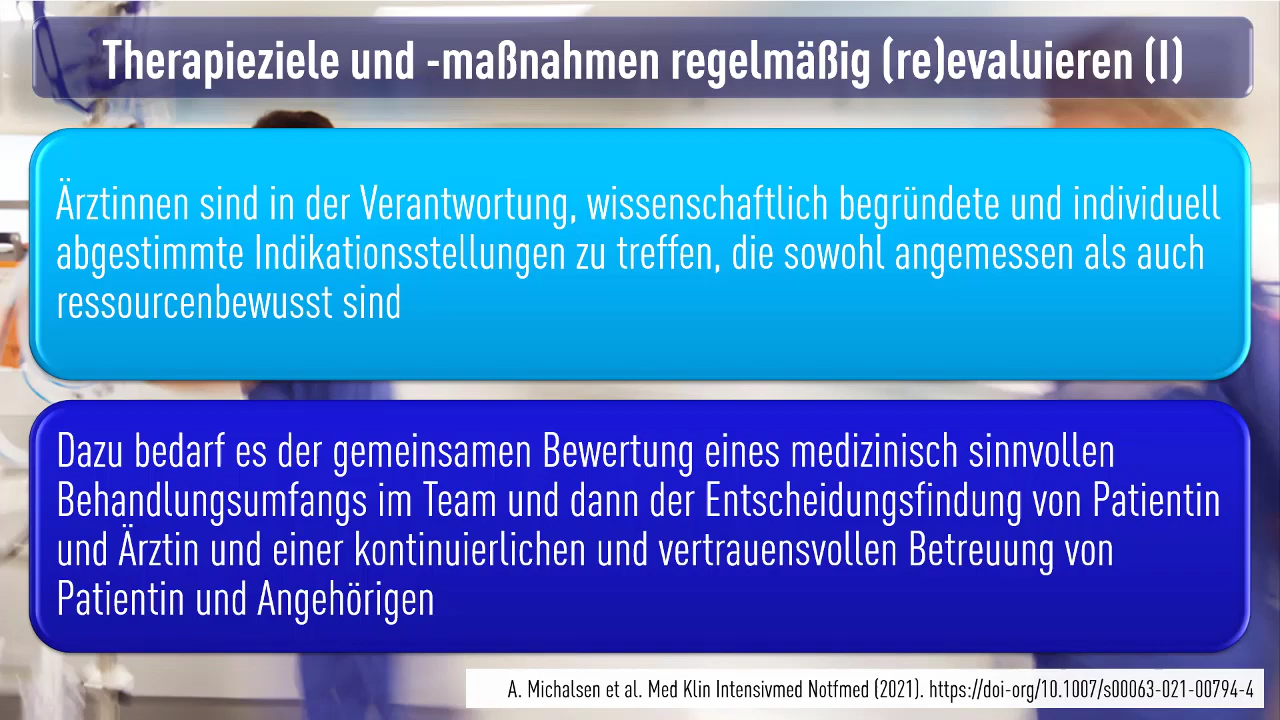 Therapieziele und -maßnahmen regelmäßig (re)evaluieren (I)
Ärztinnen sind in der Verantwortung, wissenschaftlich begründete und individuell
abgestimmte Indikationsstellungen zu treffen, die sowohl angemessen als auch
ressourcenbewusst sind
Dazu bedarf es der gemeinsamen Bewertung eines medizinisch sinnvollen
Behandlungsumfangs im Team und dann der Entscheidungsfindung von Patientin
und Ärztin und einer kontinuierlichen und vertrauensvollen Betreuung von
Patientin und Angehörigen
A. Michalsen et al. Med Klin Intensivmed Notfmed (2021). https://doi-org/10.1007/s00063-021-00794-4